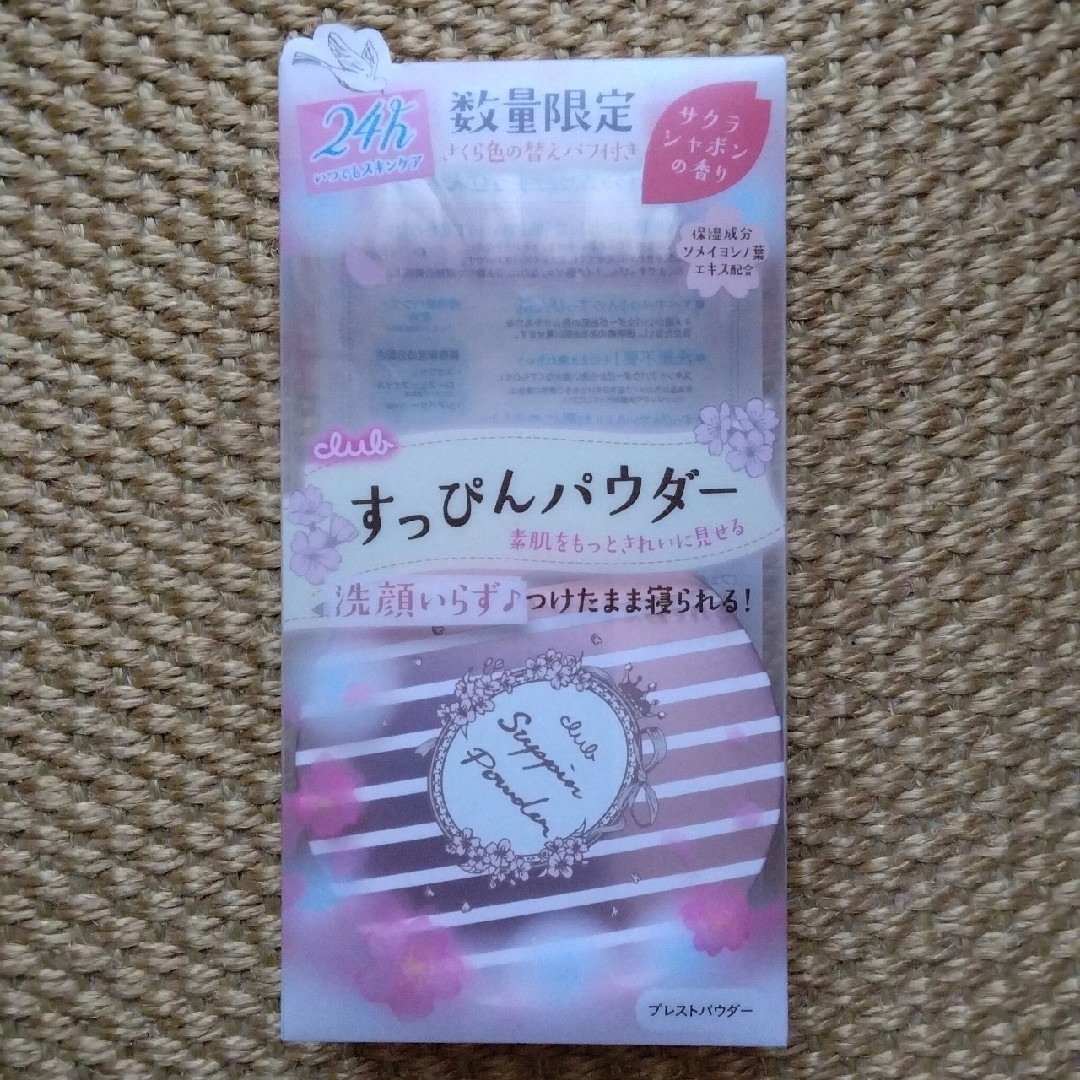 24h
いつでもスキンケア
数量限定
さくら色の替えパフ付き
サクラ
シャボン
の香り
保湿成分
ソメイヨシノ葉
エキス配合
club
すっぴんパウダー
素肌をもっときれいに見せる
洗顔いらず♪つけたまま寝られる!
club
Suppin
Powder
プレストパウダー